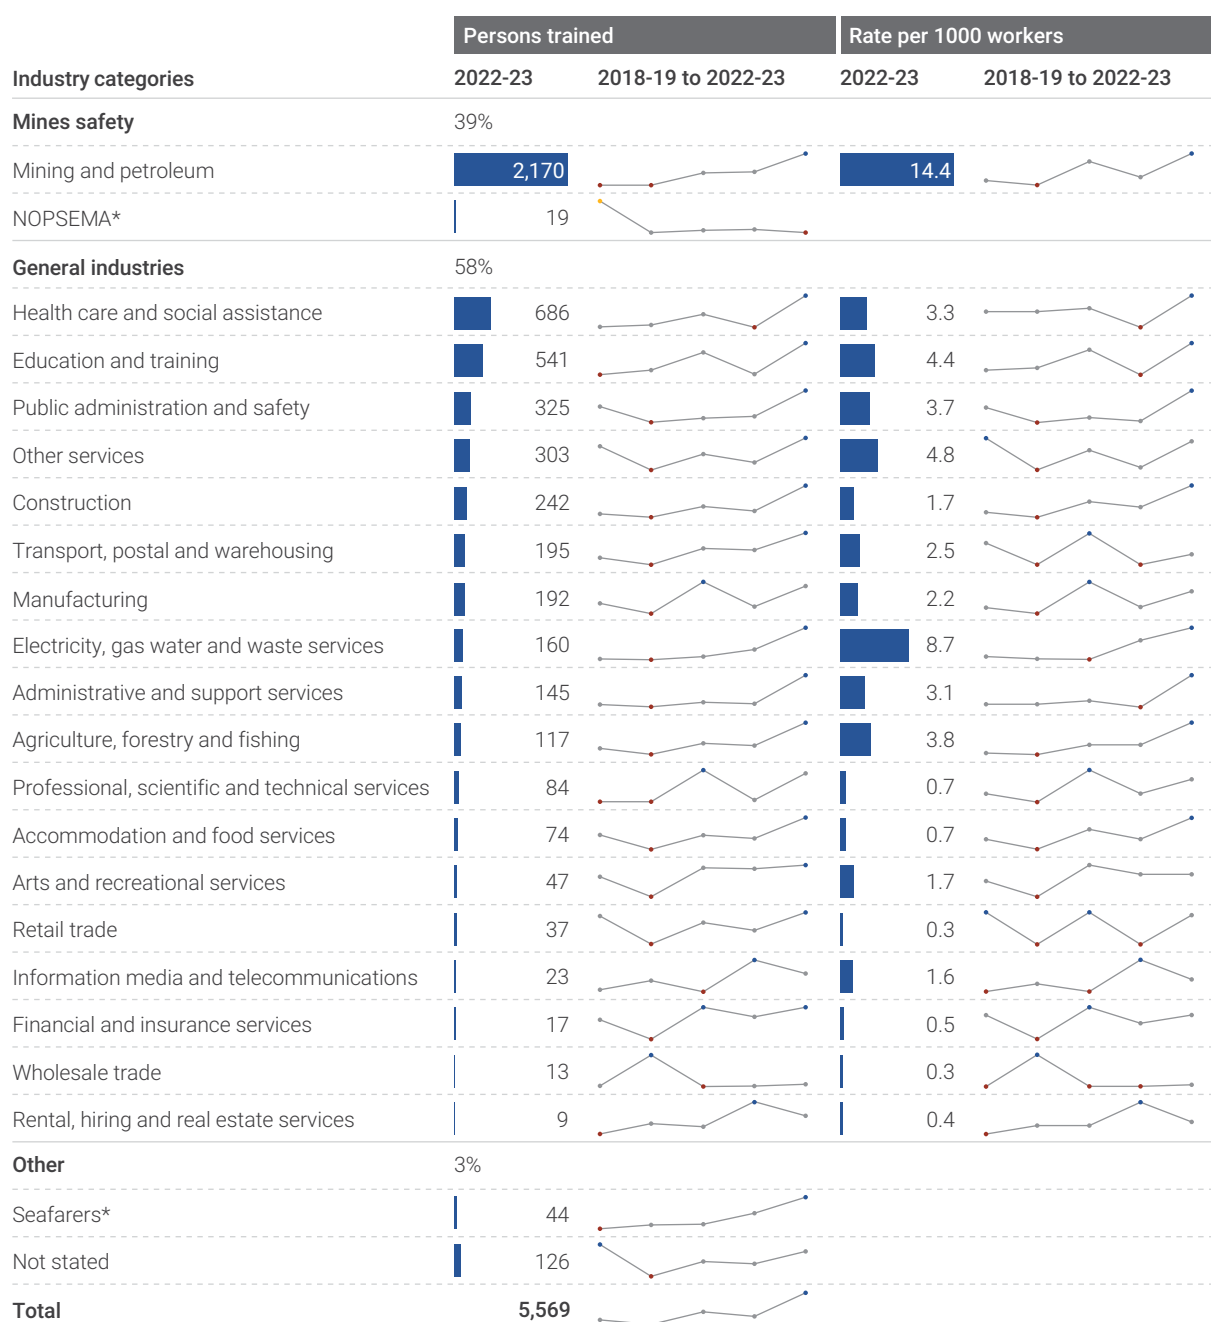 Persons trained Rate per 1000 workers
Industry categories 2022-23 2018-19 to 2022-23 2022-23 2018-19 to 2022-23
Mines safety 39%
Mining and petroleum 2,170 14.4
NOPSEMA* 19
General industries 58%
Health care and social assistance 686 3.3
Education and training 541 4.4
Public administration and safety 325 3.7
Other services 303 4.8
Construction 242 1.7
Transport, postal and warehousing 195 2.5
Manufacturing 192 2.2
Electricity, gas water and waste services 160 8.7
Administrative and support services 145 3.1
Agriculture, forestry and fishing 117 3.8
Professional, scientific and technical services 84 0.7
Accommodation and food services 74 0.7
Arts and recreational services 47 1.7
Retail trade 37 0.3
Information media and telecommunications 23 1.6
Financial and insurance services 17 0.5
Wholesale trade 13 0.3
Rental, hiring and real estate services 9 0.4
Other 3%
Seafarers* 44
Not stated 126
Total 5,569